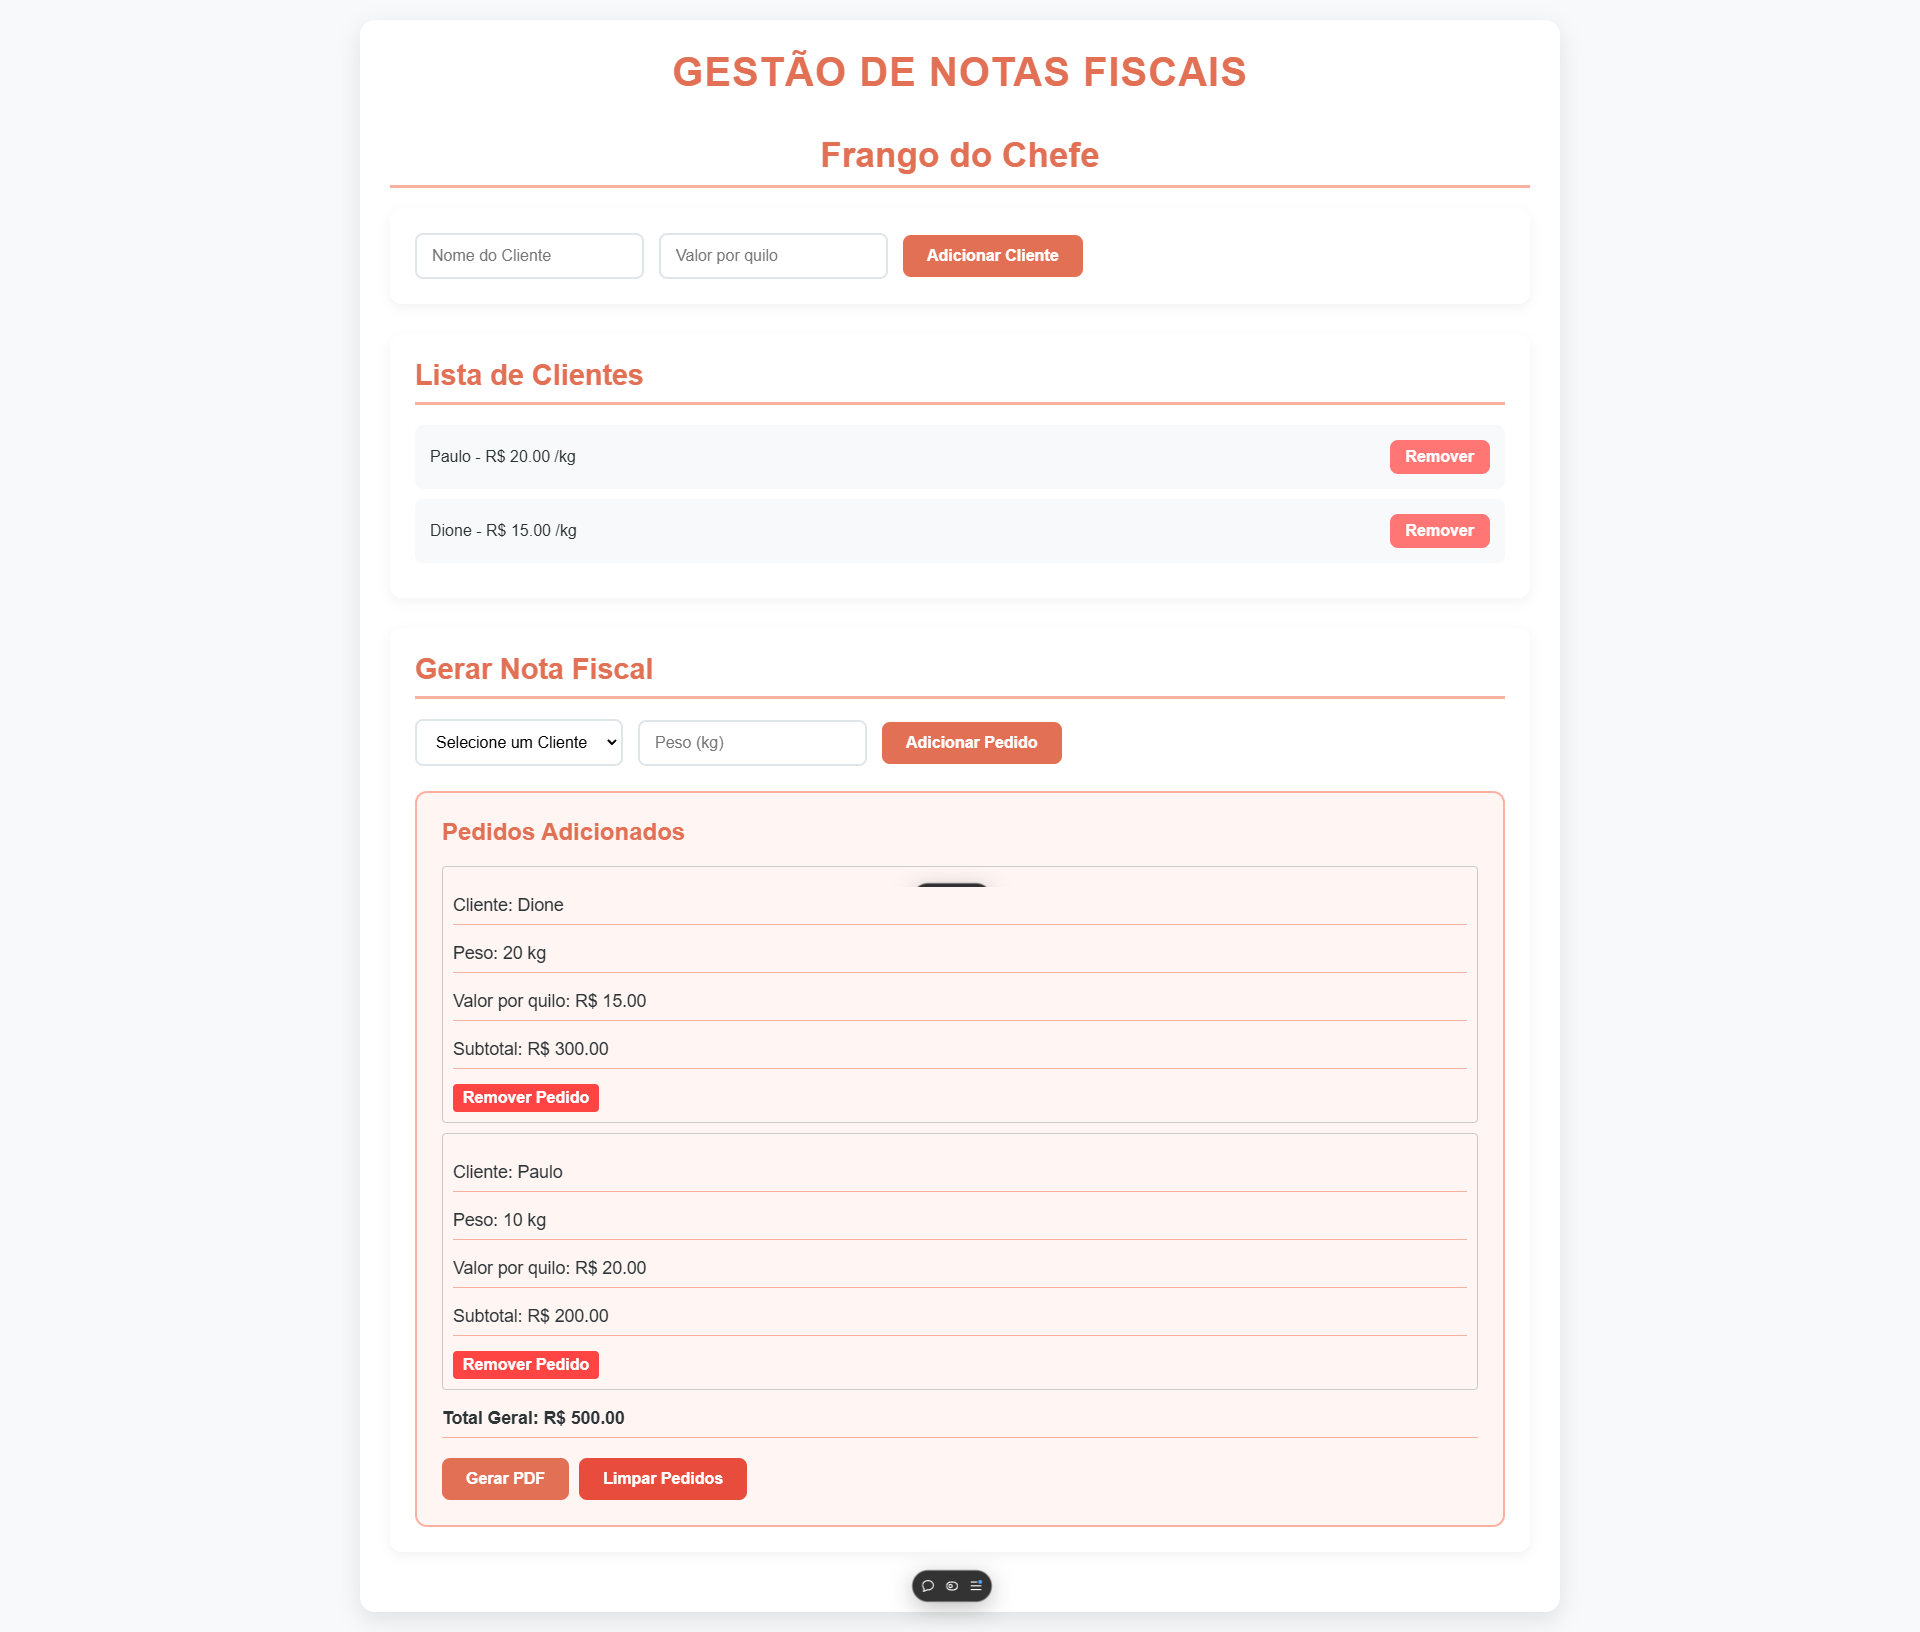 GESTÃO DE NOTAS FISCAIS
Frango do Chefe
Nome do Cliente Valor por quilo Adicionar Cliente
Lista de Clientes
Paulo - R$ 20.00 /kg Remover
Dione - R$ 15.00 /kg Remover
Gerar Nota Fiscal
Selecione um Cliente Peso (kg) Adicionar Pedido
Pedidos Adicionados
Cliente: Dione
Peso: 20 kg
Valor por quilo: R$ 15.00
Subtotal: R$ 300.00
Remover Pedido
Cliente: Paulo
Peso: 10 kg
Valor por quilo: R$ 20.00
Subtotal: R$ 200.00
Remover Pedido
Total Geral: R$ 500.00
Gerar PDF Limpar Pedidos